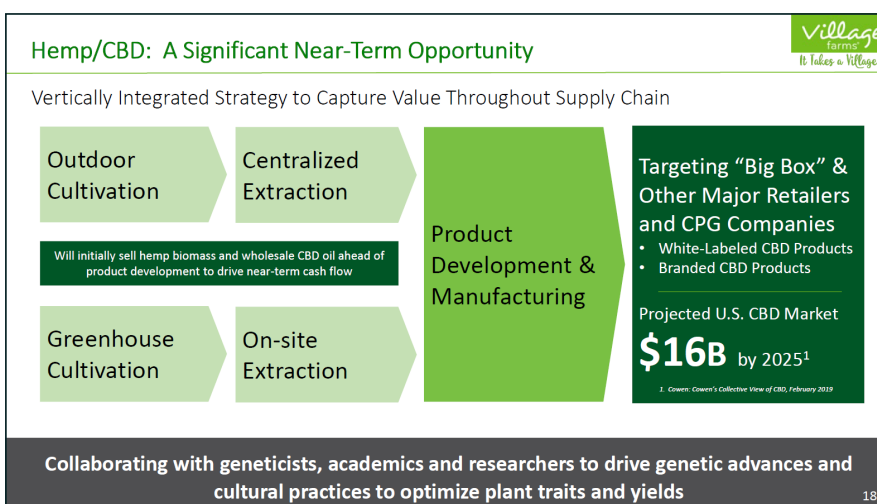 Hemp/CBD: A Significant Near-Term Opportunity
Village
farms
It Takes a Village
Vertically Integrated Strategy to Capture Value Throughout Supply Chain
Outdoor
Cultivation
Centralized
Extraction
Will initially sell hemp biomass and wholesale CBD oil ahead of
product development to drive near-term cash flow
Greenhouse
Cultivation
On-site
Extraction
Product
Development &
Manufacturing
Targeting “Big Box” &
Other Major Retailers
and CPG Companies
• White-Labeled CBD Products
• Branded CBD Products
Projected U.S. CBD Market
$16B by 2025¹
1. Cowen: Cowen's Collective View of CBD, February 2019
Collaborating with geneticists, academics and researchers to drive genetic advances and
cultural practices to optimize plant traits and yields
18